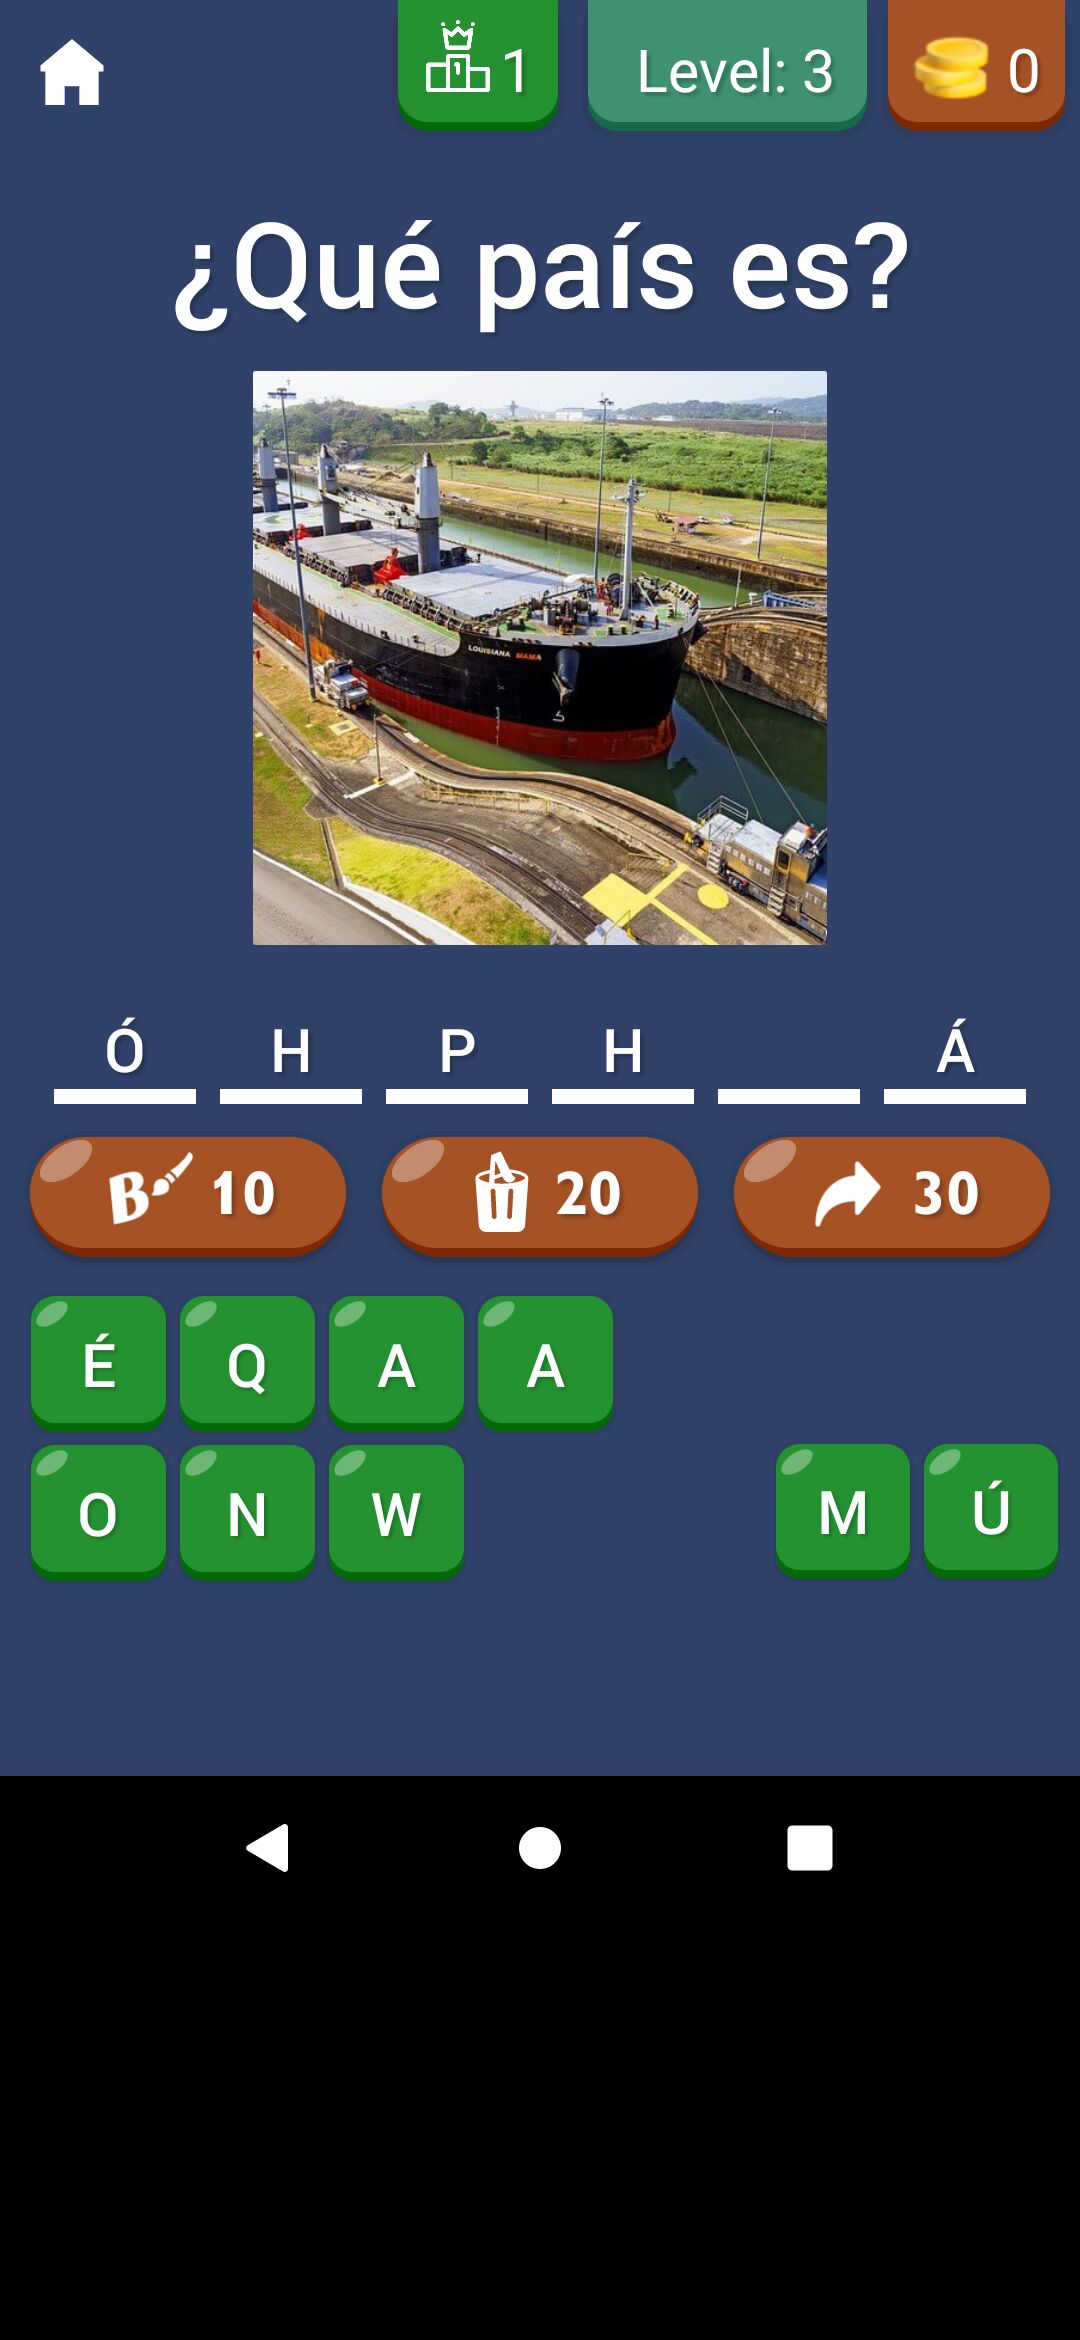 1 Level: 3 0
¿Qué país es?
LOUISIANA MAMA
Ó H P H Á
B 10 20 30
É Q A A
O N W M Ú